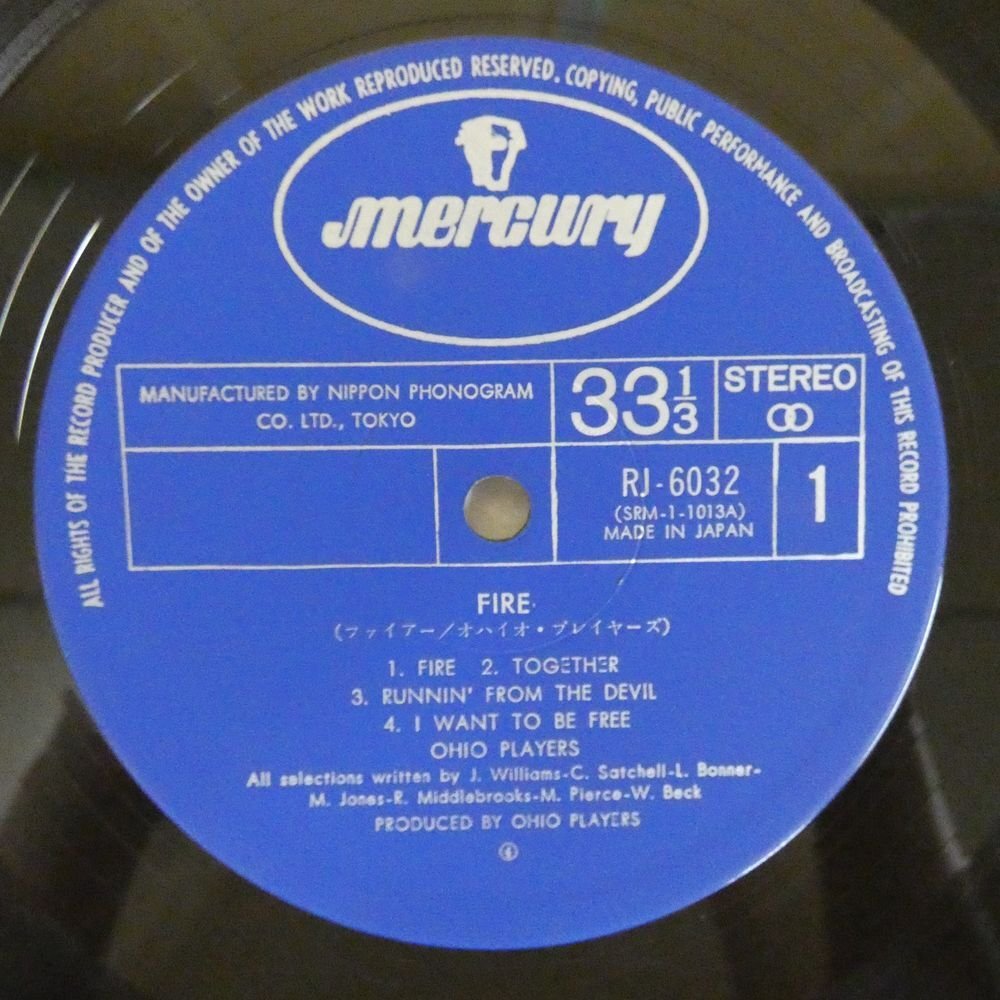 ALL RIGHTS OF THE RECORD PRODUCER AND OF THE OWNER OF THE WORK REPRODUCED RESERVED. COPYING, PUBLIC PERFORMANCE AND BROADCASTING OF THIS RECORD PROHIBITED
mercury
MANUFACTURED BY NIPPON PHONOGRAM
CO. LTD., TOKYO
33 1/3
STEREO
RJ-6032
(SRM-1-1013A)
MADE IN JAPAN
1
FIRE
(ファイアー/オハイオ・プレイヤーズ)
1. FIRE 2. TOGETHER
3. RUNNIN' FROM THE DEVIL
4. I WANT TO BE FREE
OHIO PLAYERS
All selections written by J. Williams-C. Satchell-L. Bonner-
M. Jones-R. Middlebrooks-M. Pierce-W. Beck
PRODUCED BY OHIO PLAYERS